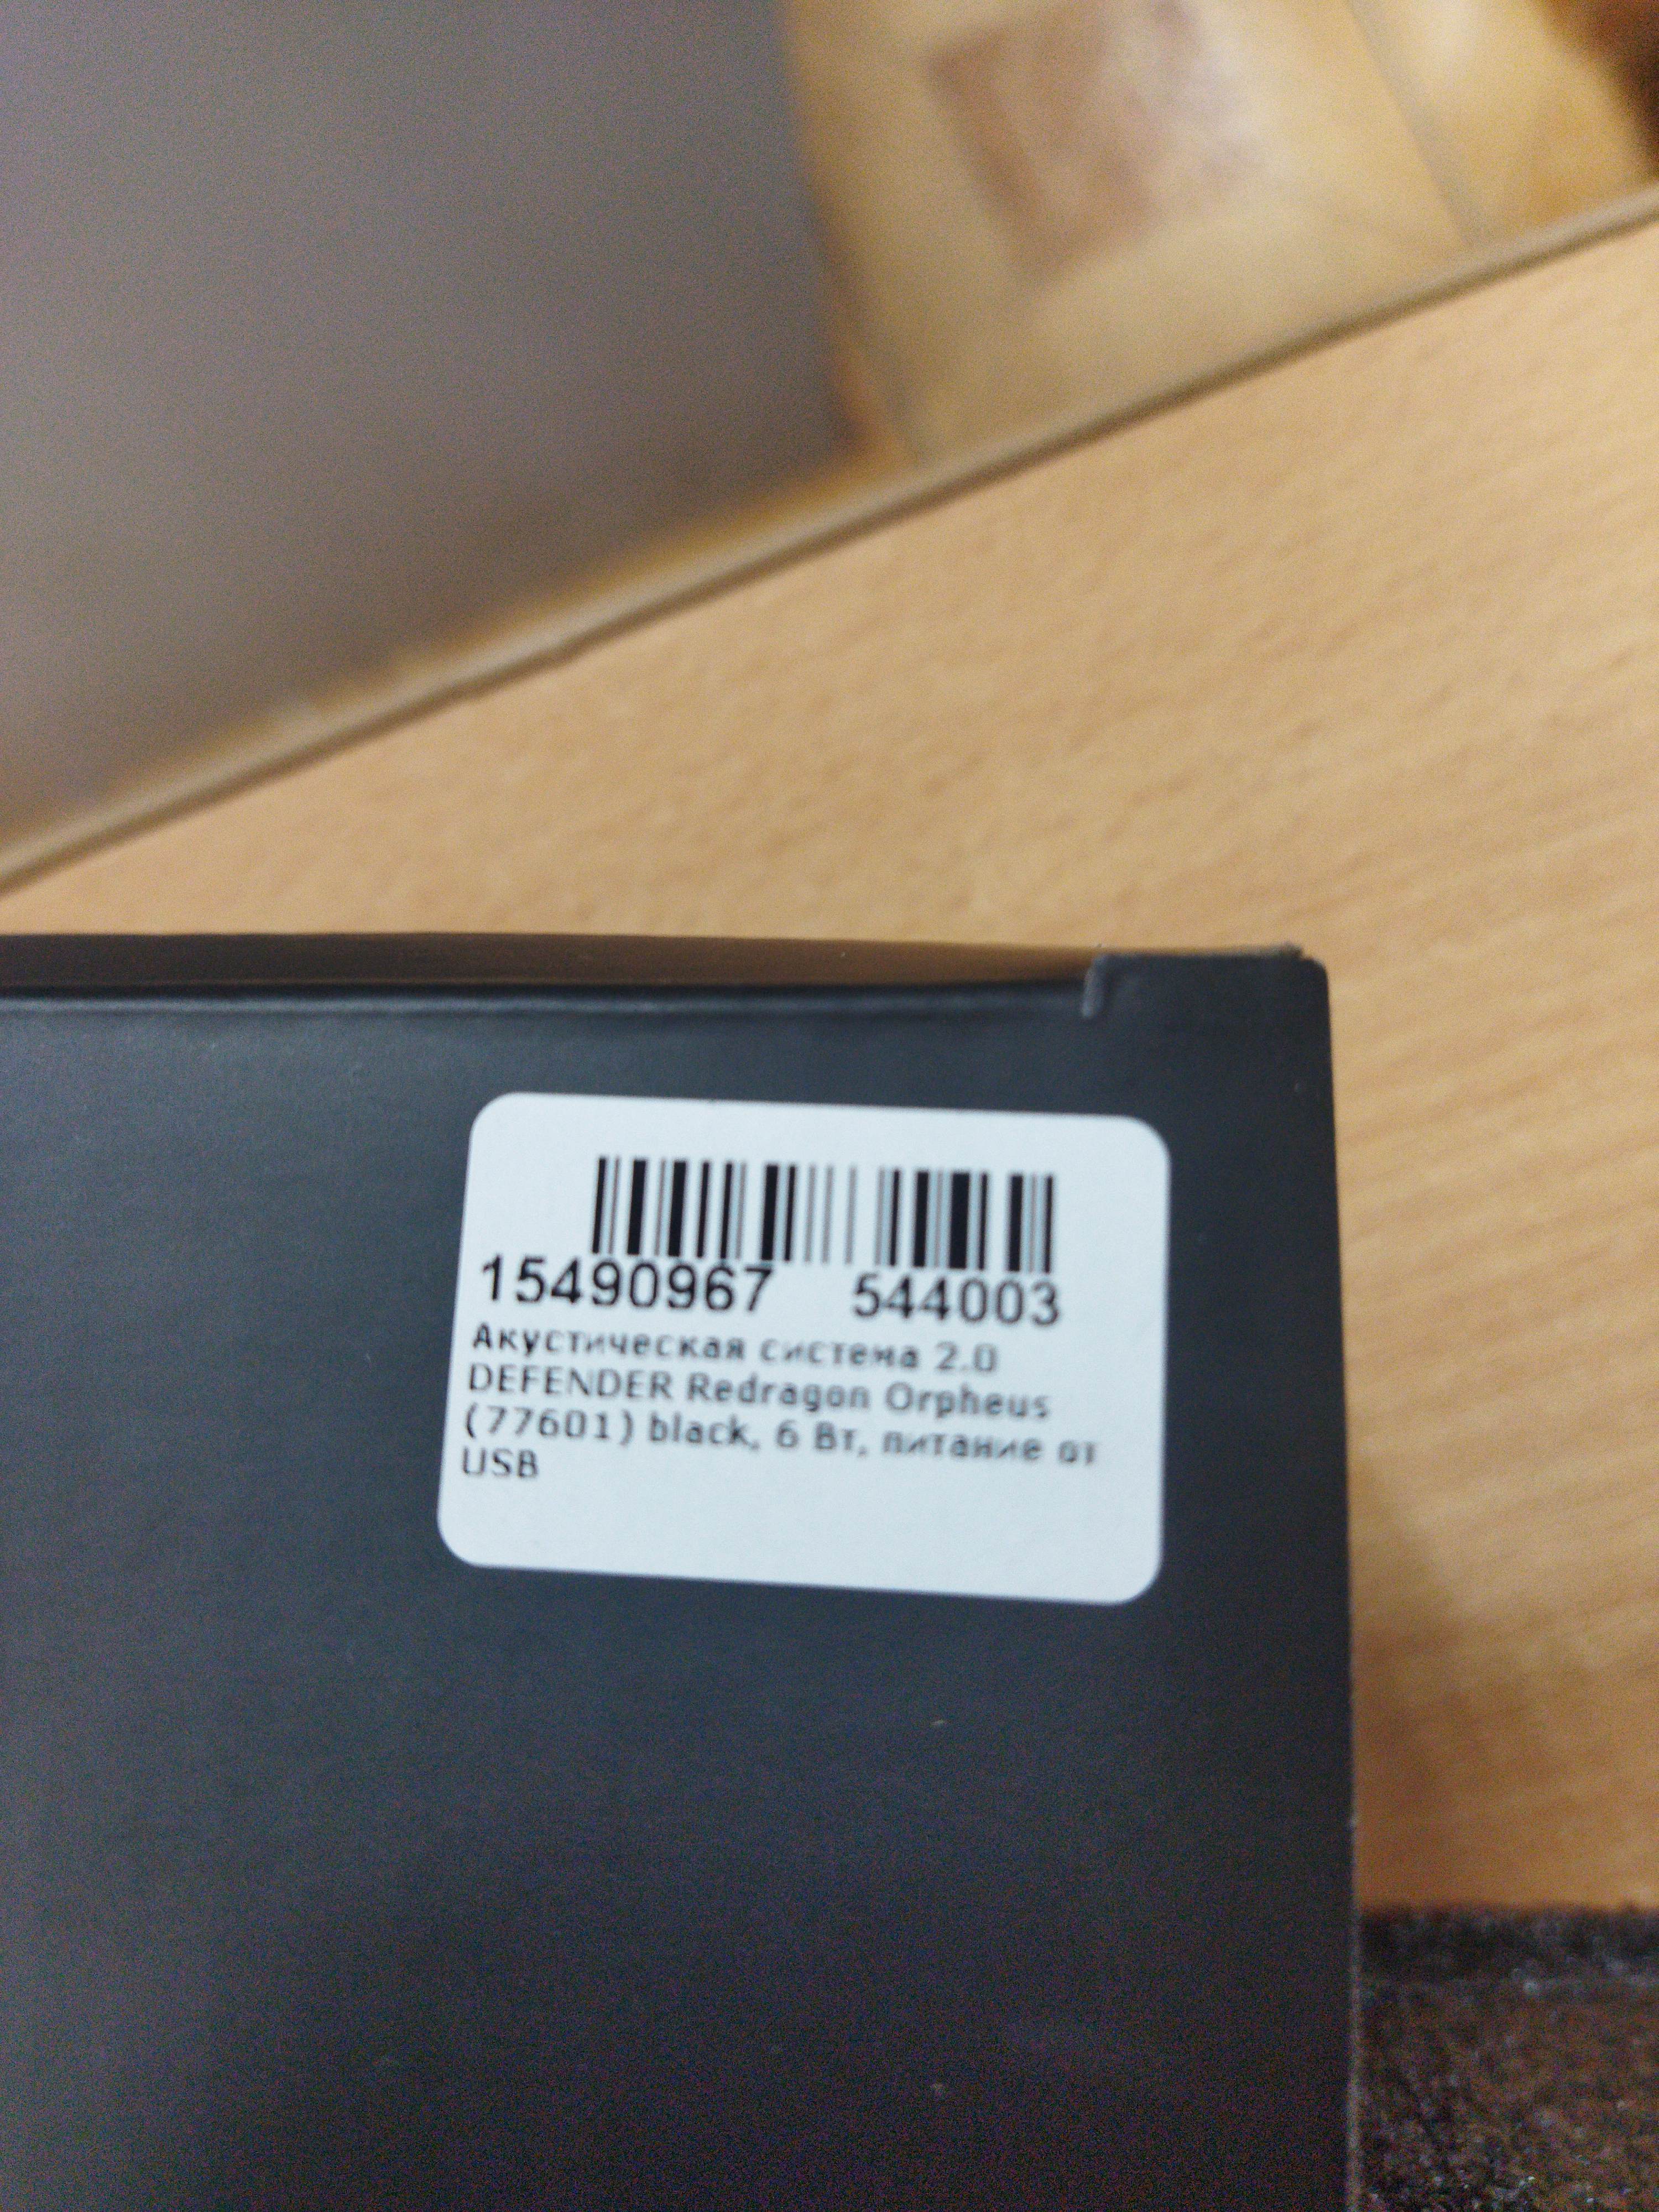 15490967 544003
Акустическая система 2.0
DEFENDER Redragon Orpheus
(77601) black, 6 Вт, питание от
USB